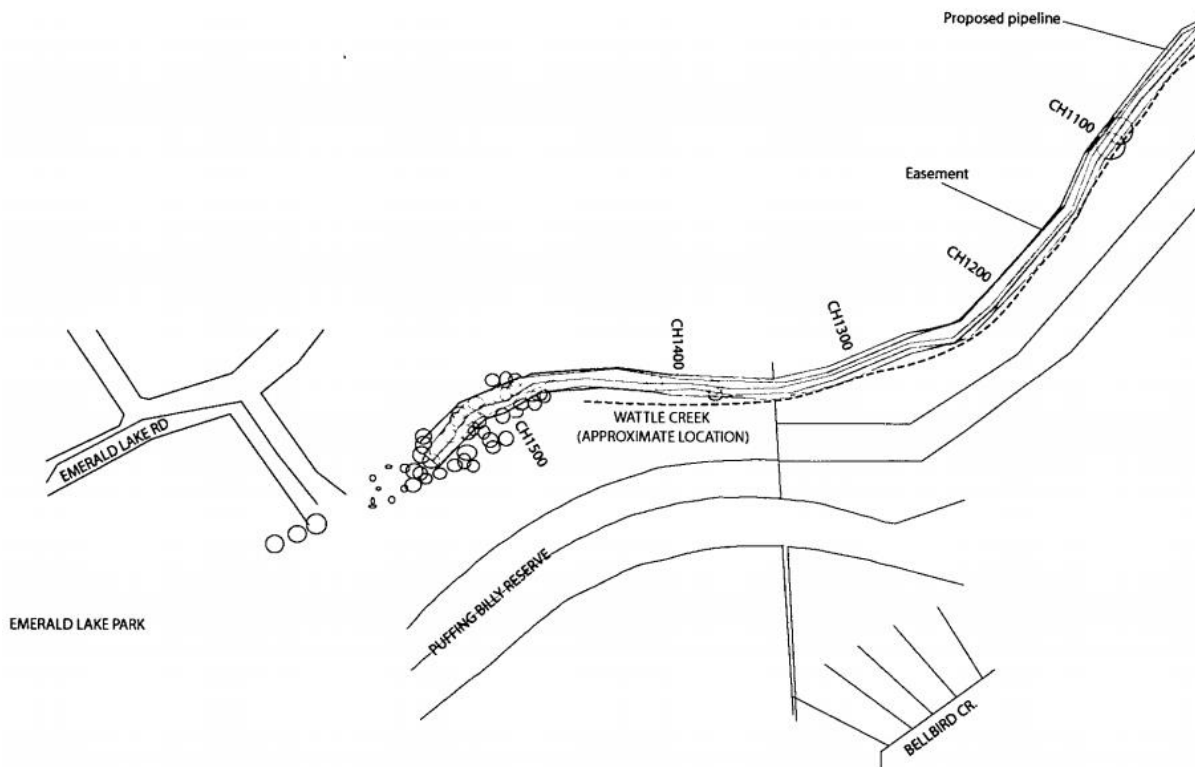 Proposed pipeline
CH1100
Easement
CH1200
CH1300
CH1400
WATTLE CREEK
(APPROXIMATE LOCATION)
CH1500
EMERALD LAKE RD
PUFFING BILLY RESERVE
EMERALD LAKE PARK
BELLBIRD CR.